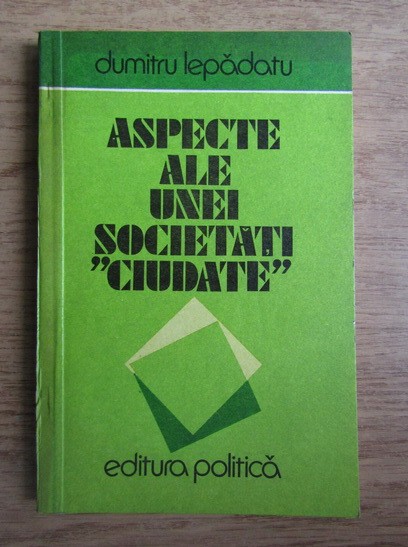 dumitru lepădatu
ASPECTE
ALE
UNEI
SOCIETĂȚI
”CIUDATE”
editura politică